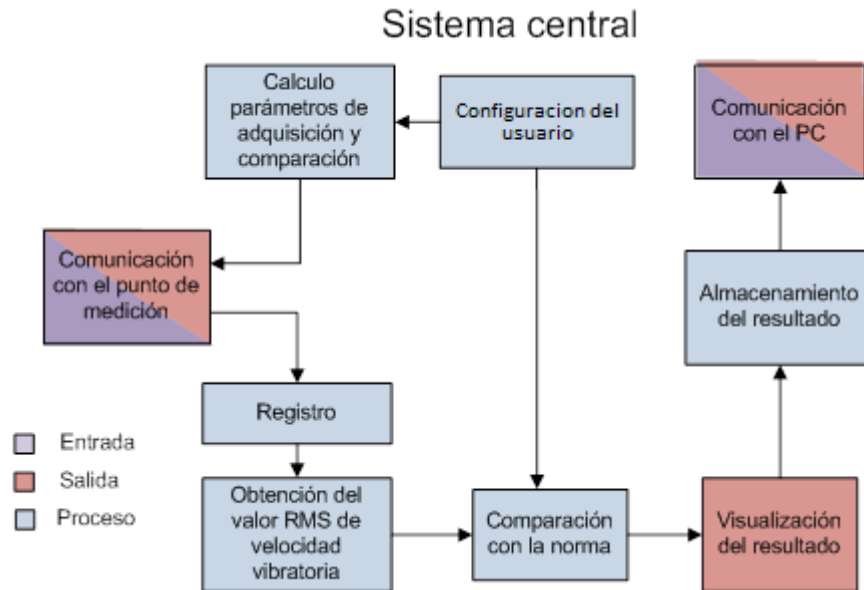 Sistema central
Calculo
parámetros de
adquisición y
comparación
Configuracion del
usuario
Comunicación
con el PC
Comunicación
con el punto de
medición
Almacenamiento
del resultado
Registro
Entrada
Salida
Proceso
Obtención del
valor RMS de
velocidad
vibratoria
Comparación
con la norma
Visualización
del resultado